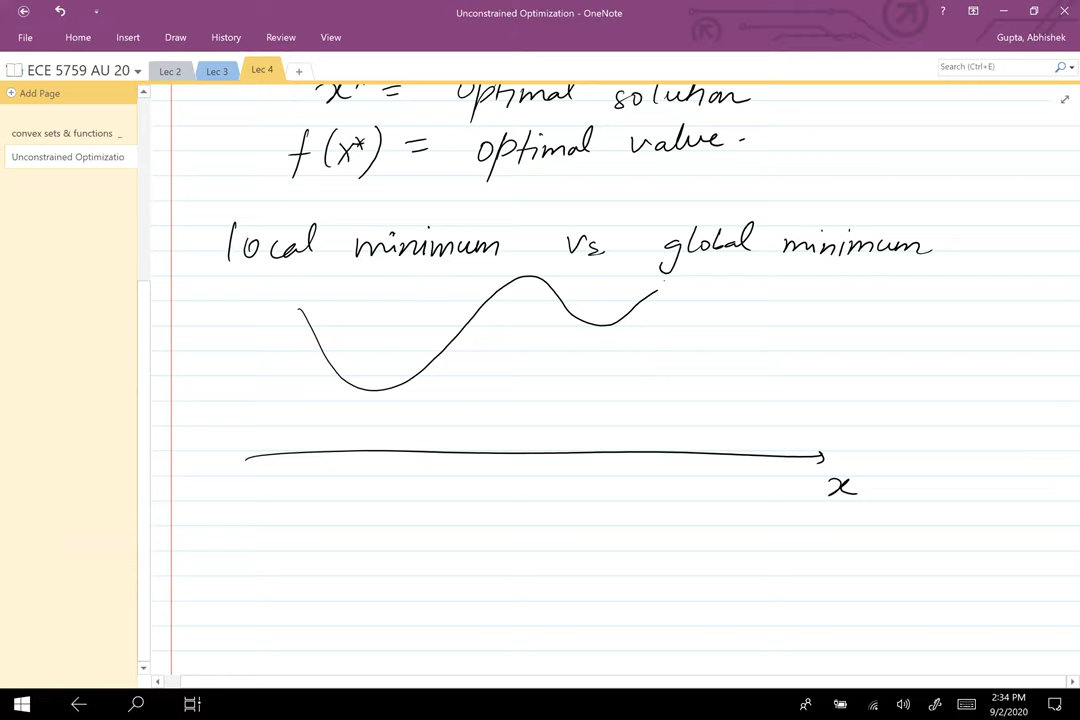 Unconstrained Optimization - OneNote
File Home Insert Draw History Review View
Gupta, Abhishek
ECE 5759 AU 20 Lec 2 Lec 3 Lec 4
Search (Ctrl+E)
Add Page
convex sets & functions _
Unconstrained Optimizatio
x* = optimal solution
f(x*) = optimal value.
local minimum vs global minimum
x
2:34 PM
9/2/2020